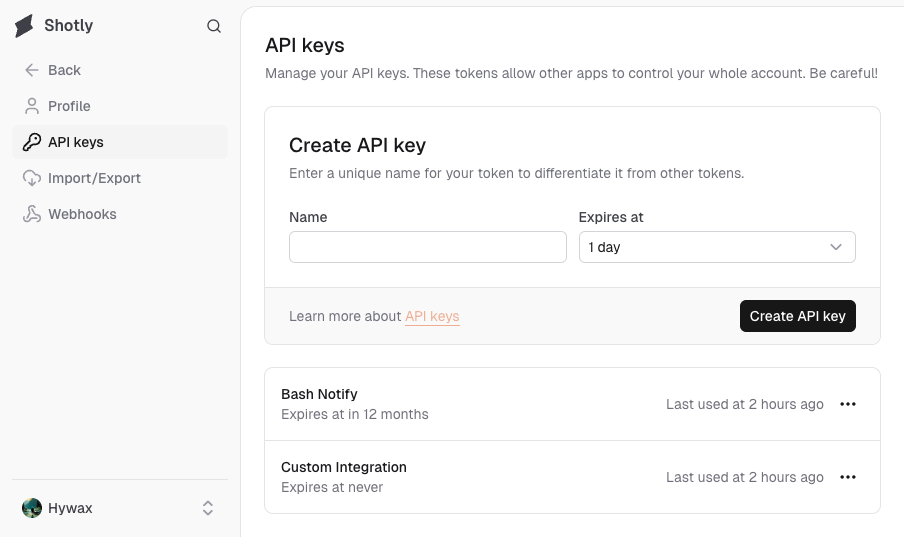 Shotly
Back
Profile
API keys
Import/Export
Webhooks
Hywax
API keys
Manage your API keys. These tokens allow other apps to control your whole account. Be careful!
Create API key
Enter a unique name for your token to differentiate it from other tokens.
Name
Expires at
1 day
Learn more about API keys
Create API key
Bash Notify
Expires at in 12 months
Last used at 2 hours ago
Custom Integration
Expires at never
Last used at 2 hours ago